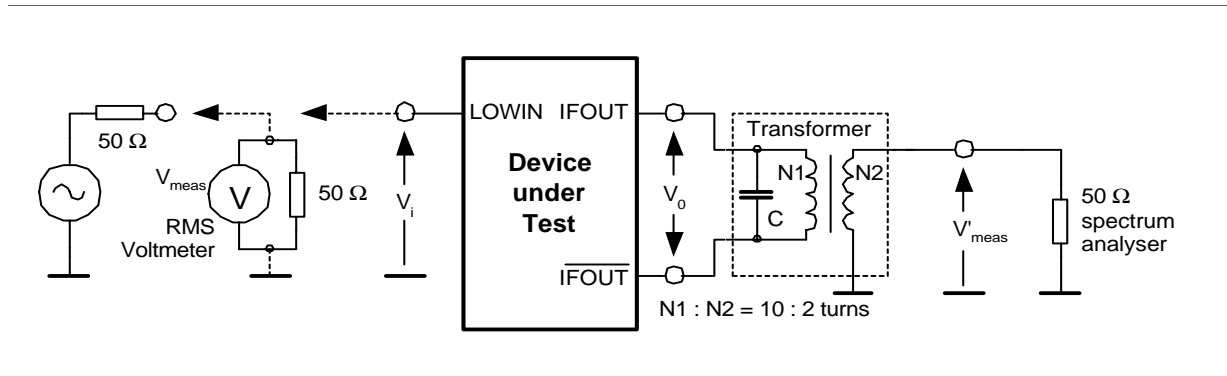 LOWIN IFOUT
Transformer
50 Ω
Device
under
Test
N1 N2
V
V_meas
50 Ω
V_i
V_o
50 Ω
spectrum
analyser
RMS
Voltmeter
C
V'_meas
IFOUT
N1 : N2 = 10 : 2 turns